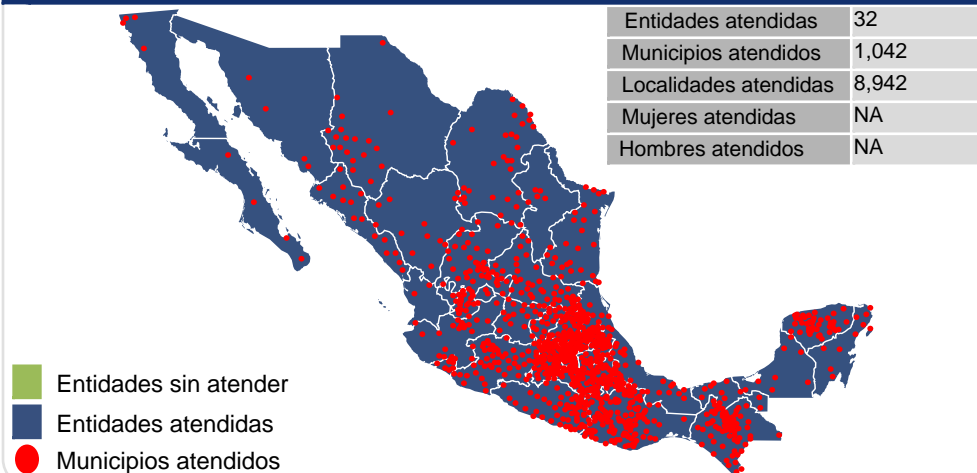 Entidades atendidas 32
Municipios atendidos 1,042
Localidades atendidas 8,942
Mujeres atendidas NA
Hombres atendidos NA
Entidades sin atender
Entidades atendidas
Municipios atendidos